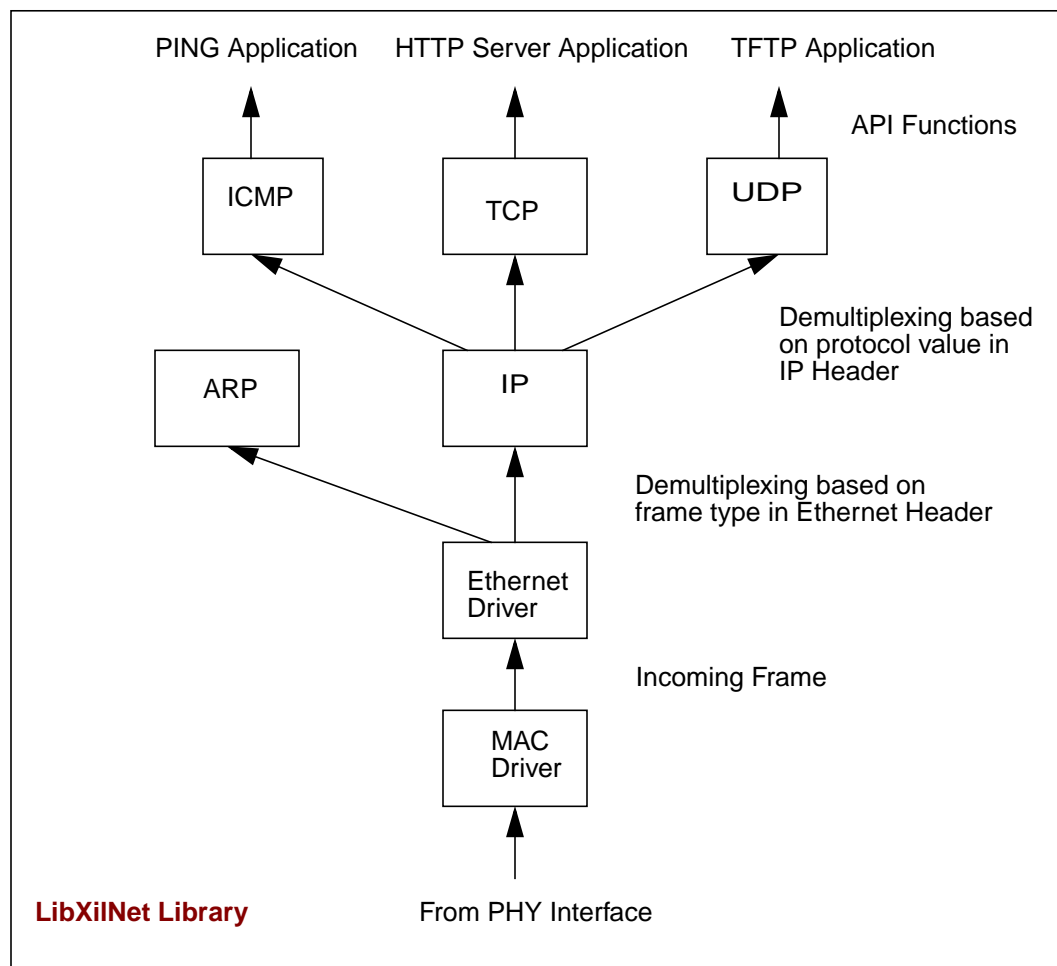 PING Application
HTTP Server Application
TFTP Application
API Functions
ICMP
TCP
UDP
Demultiplexing based
on protocol value in
IP Header
ARP
IP
Demultiplexing based on
frame type in Ethernet Header
Ethernet
Driver
Incoming Frame
MAC
Driver
LibXilNet Library
From PHY Interface